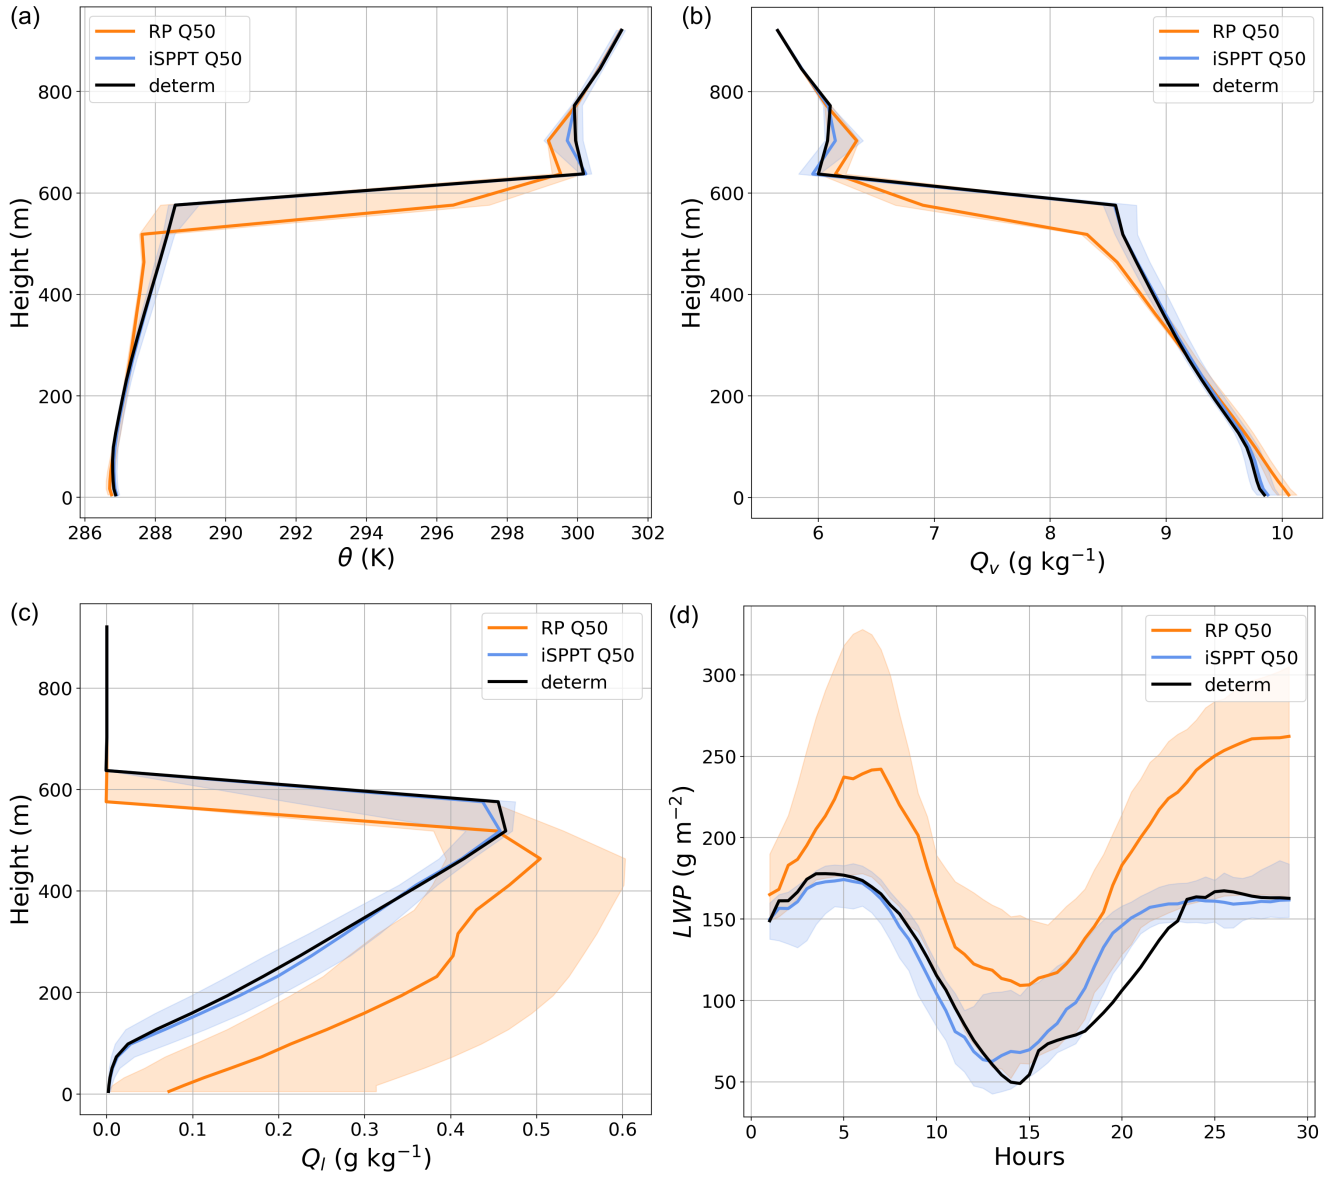 (a)
RP Q50
iSPPT Q50
determ
800
600
400
200
0
Height (m)
286 288 290 292 294 296 298 300 302
θ (K)
(b)
RP Q50
iSPPT Q50
determ
800
600
400
200
0
Height (m)
6 7 8 9 10
Qv (g kg⁻¹)
(c)
RP Q50
iSPPT Q50
determ
800
600
400
200
0
Height (m)
0.0 0.1 0.2 0.3 0.4 0.5 0.6
Ql (g kg⁻¹)
(d)
RP Q50
iSPPT Q50
determ
300
250
200
150
100
50
LWP (g m⁻²)
0 5 10 15 20 25 30
Hours